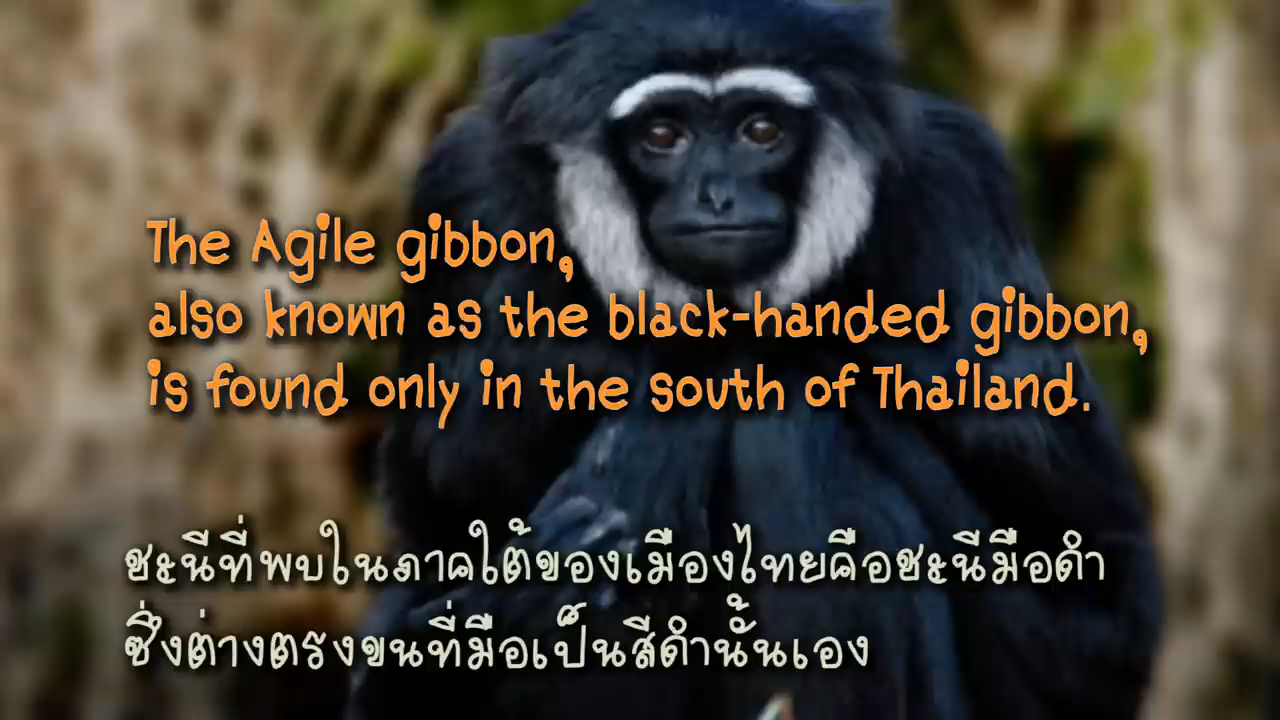 The Agile gibbon,
also known as the black-handed gibbon,
is found only in the south of Thailand.
ชะนีที่พบในภาคใต้ของเมืองไทยคือชะนีมือดำ
ซึ่งต่างตรงขนที่มือเป็นสีดำนั้นเอง